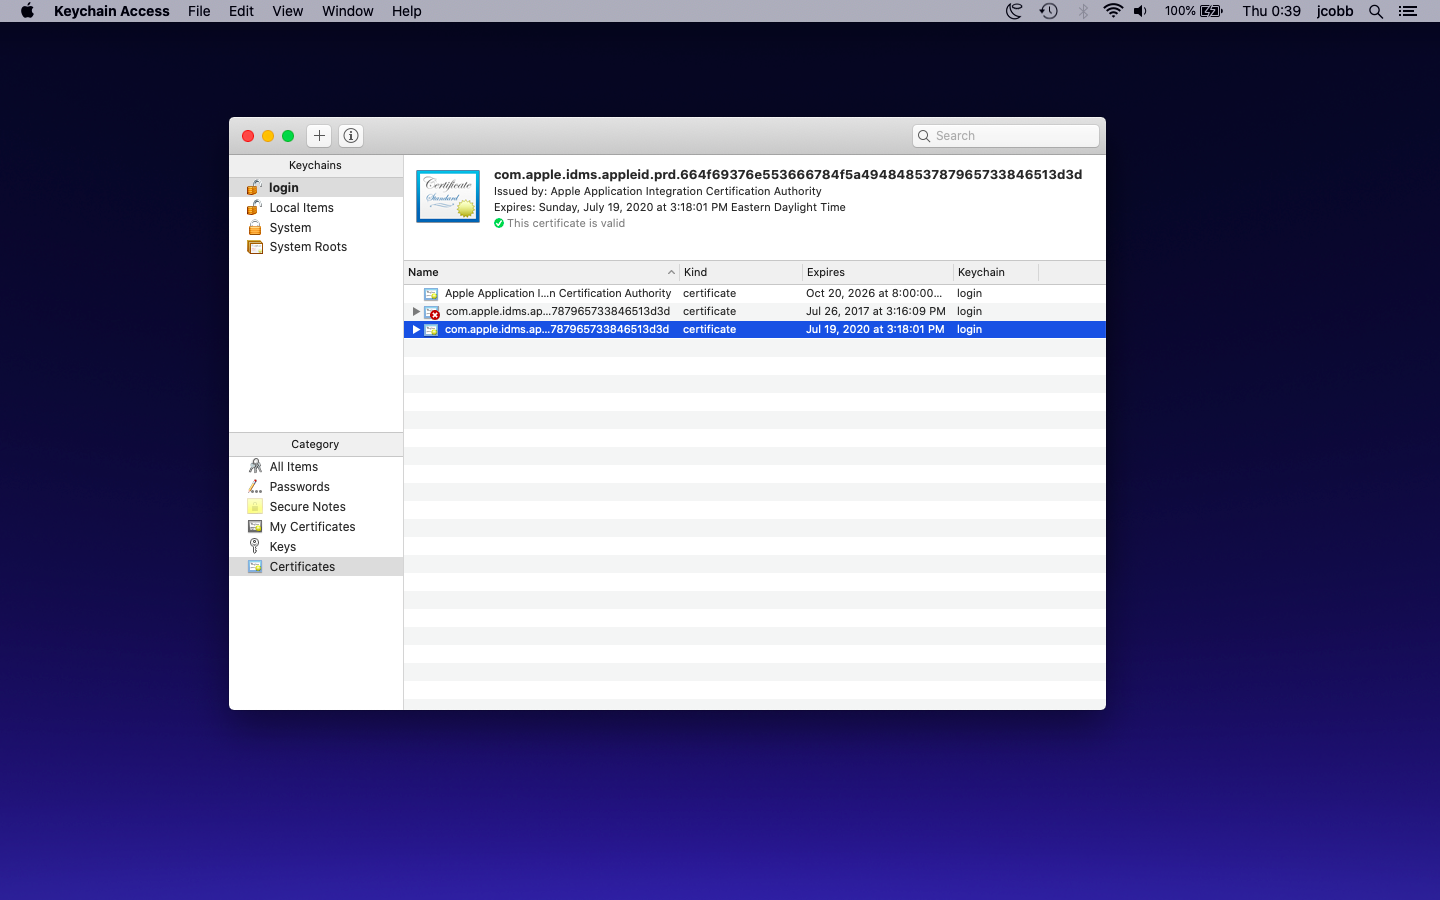 Keychain Access File Edit View Window Help 100% Thu 0:39 jcobb
Search
Keychains
login
Local Items
System
System Roots
Certificate
Standard
com.apple.idms.appleid.prd.664f69376e553666784f5a49484853787965733846513d3d
Issued by: Apple Application Integration Certification Authority
Expires: Sunday, July 19, 2020 at 3:18:01 PM Eastern Daylight Time
This certificate is valid
Name Kind Expires Keychain
Apple Application I...n Certification Authority certificate Oct 20, 2026 at 8:00:00... login
com.apple.idms.ap...787965733846513d3d certificate Jul 26, 2017 at 3:16:09 PM login
com.apple.idms.ap...787965733846513d3d certificate Jul 19, 2020 at 3:18:01 PM login
Category
All Items
Passwords
Secure Notes
My Certificates
Keys
Certificates